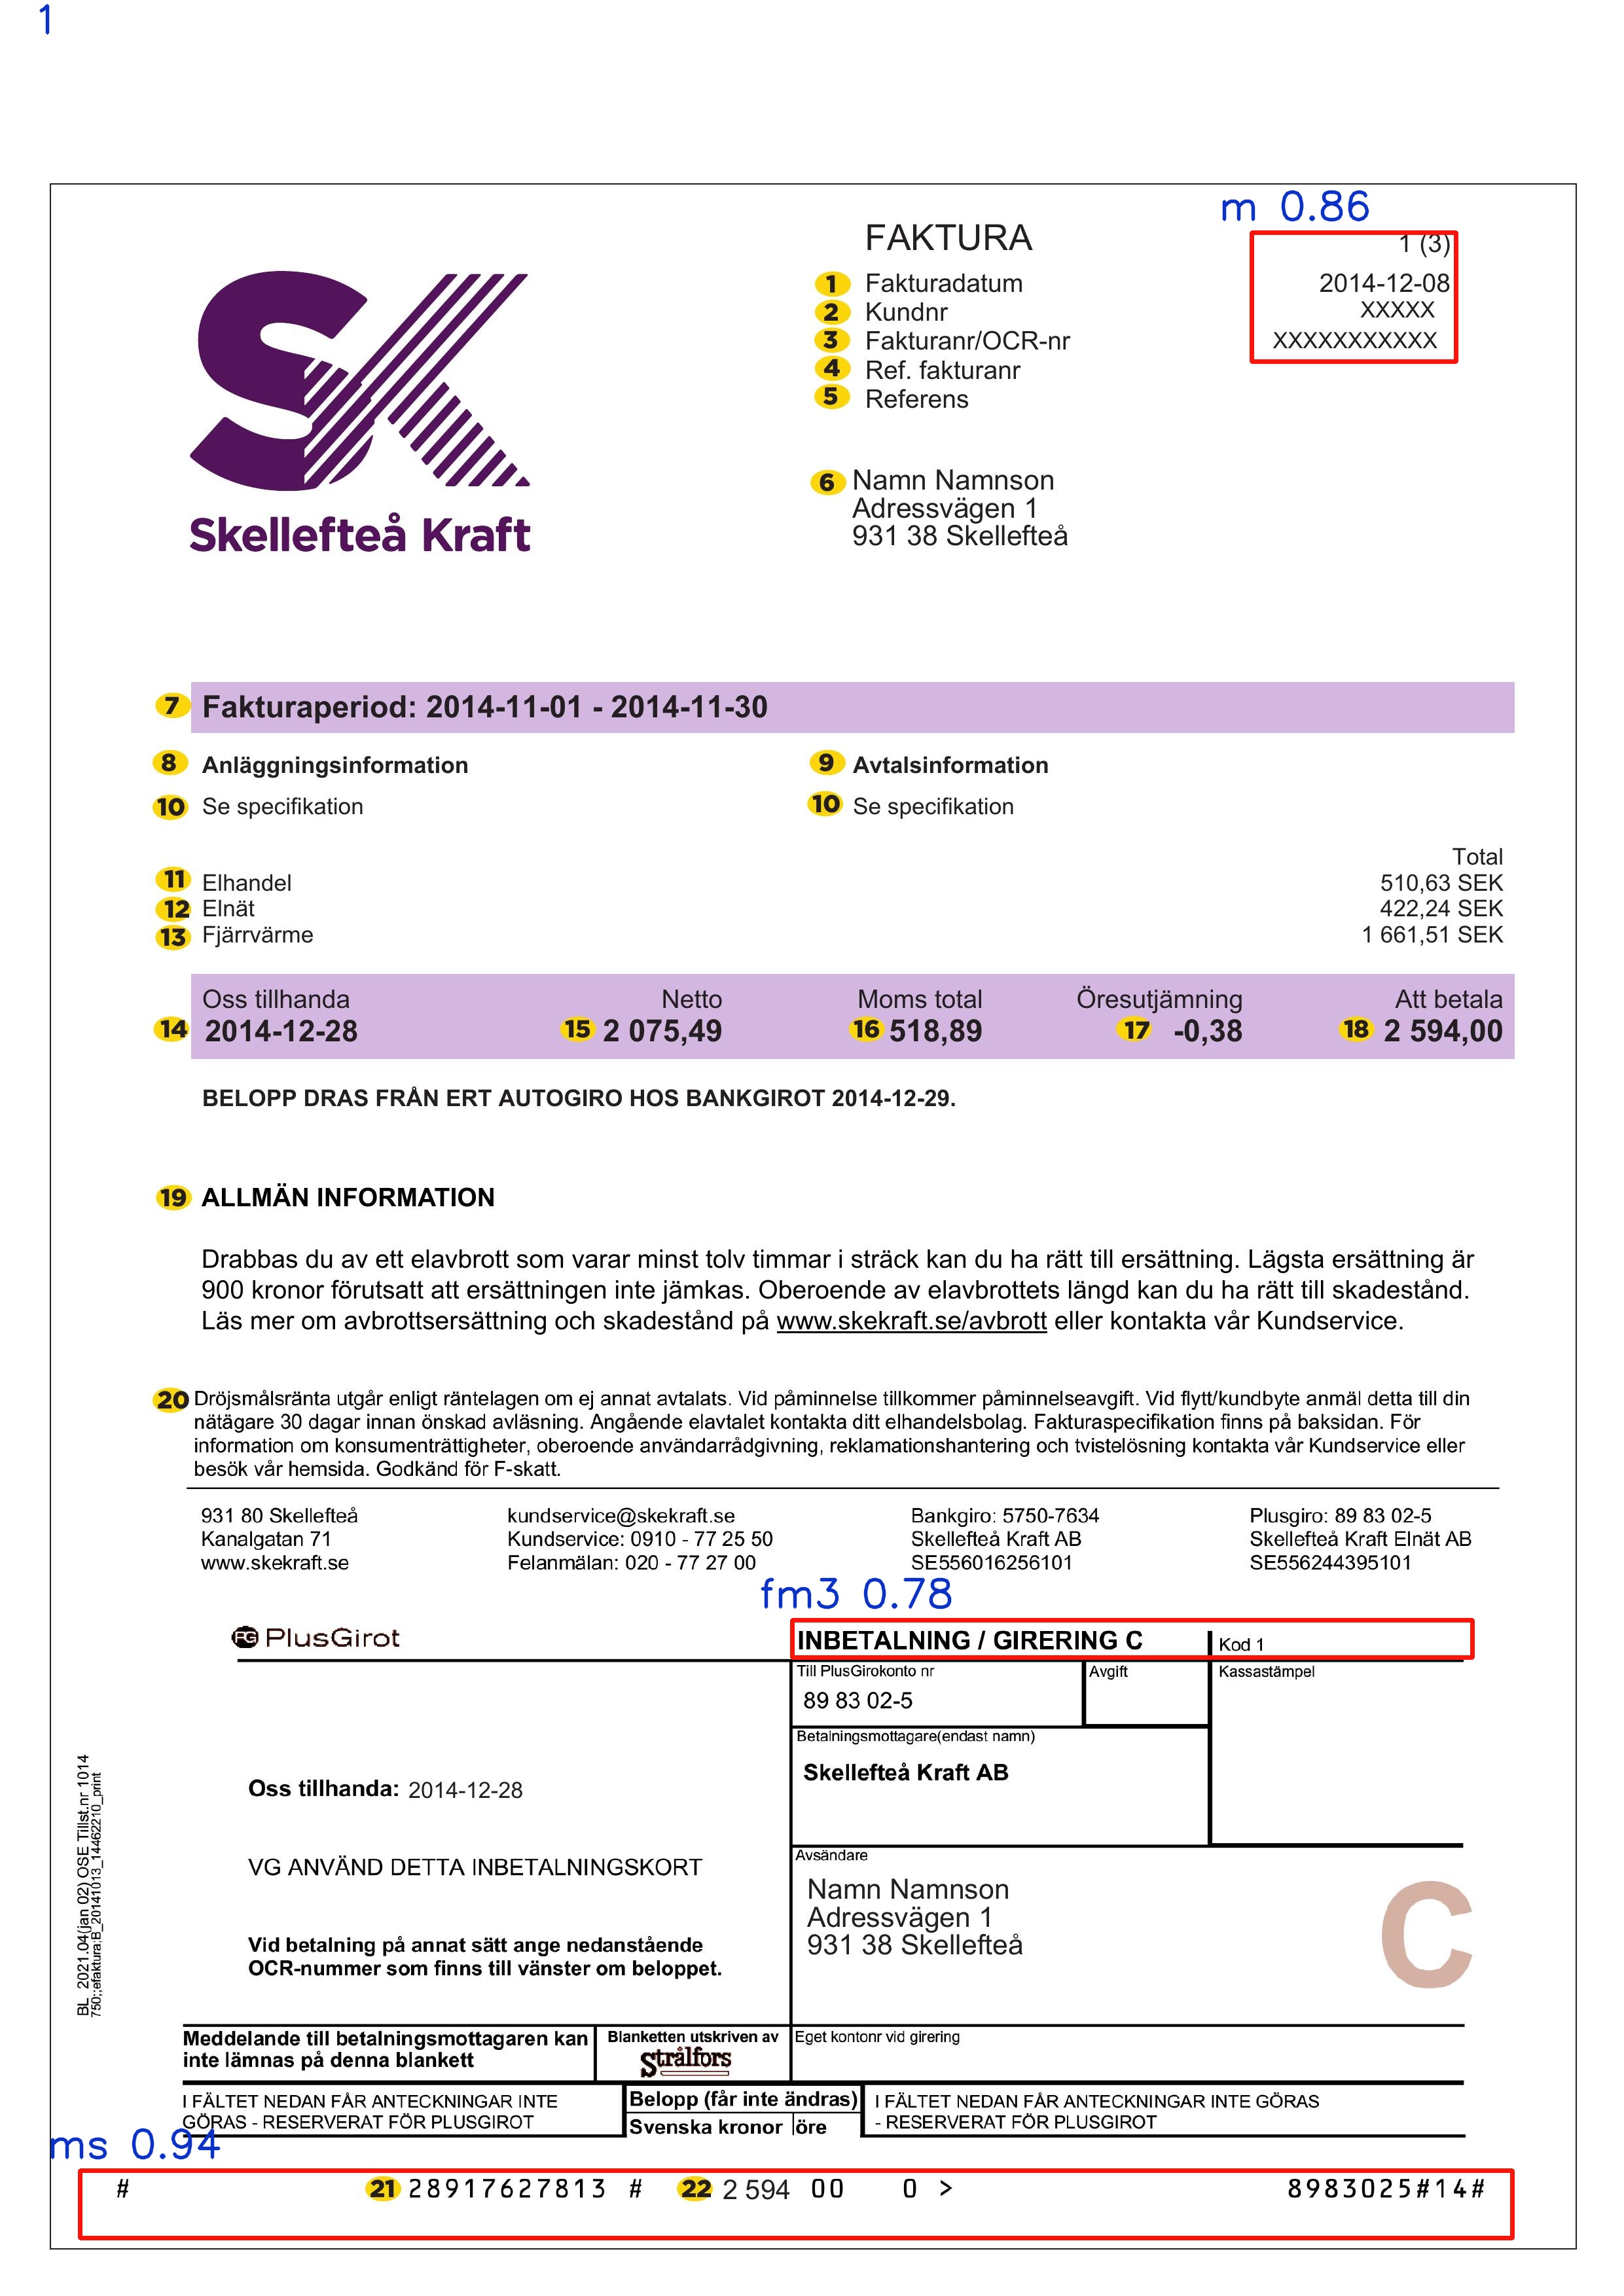 1
m 0.86
FAKTURA
1 (3)
1 Fakturadatum 2014-12-08
2 Kundnr XXXXX
3 Fakturanr/OCR-nr XXXXXXXXXXX
4 Ref. fakturanr
5 Referens
SK
Skellefteå Kraft
6 Namn Namnson
Adressvägen 1
931 38 Skellefteå
7 Fakturaperiod: 2014-11-01 - 2014-11-30
8 Anläggningsinformation
10 Se specifikation
9 Avtalsinformation
10 Se specifikation
Total
11 Elhandel 510,63 SEK
12 Elnät 422,24 SEK
13 Fjärrvärme 1 661,51 SEK
Oss tillhanda Netto Moms total Öresutjämning Att betala
14 2014-12-28 15 2 075,49 16 518,89 17 -0,38 18 2 594,00
BELOPP DRAS FRÅN ERT AUTOGIRO HOS BANKGIROT 2014-12-29.
19 ALLMÄN INFORMATION
Drabbas du av ett elavbrott som varar minst tolv timmar i sträck kan du ha rätt till ersättning. Lägsta ersättning är
900 kronor förutsatt att ersättningen inte jämkas. Oberoende av elavbrottets längd kan du ha rätt till skadestånd.
Läs mer om avbrottsersättning och skadestånd på www.skekraft.se/avbrott eller kontakta vår Kundservice.
20 Dröjsmålsränta utgår enligt räntelagen om ej annat avtalats. Vid påminnelse tillkommer påminnelseavgift. Vid flytt/kundbyte anmäl detta till din
nätägare 30 dagar innan önskad avläsning. Angående elavtalet kontakta ditt elhandelsbolag. Fakturaspecifikation finns på baksidan. För
information om konsumenträttigheter, oberoende användarrådgivning, reklamationshantering och tvistelösning kontakta vår Kundservice eller
besök vår hemsida. Godkänd för F-skatt.
931 80 Skellefteå
Kanalgatan 71
www.skekraft.se
kundservice@skekraft.se
Kundservice: 0910 - 77 25 50
Felanmälan: 020 - 77 27 00
Bankgiro: 5750-7634
Skellefteå Kraft AB
SE556016256101
Plusgiro: 89 83 02-5
Skellefteå Kraft Elnät AB
SE556244395101
fm3 0.78
PG PlusGirot
INBETALNING / GIRERING C
Kod 1
Till PlusGirokonto nr
89 83 02-5
Avgift
Kassastämpel
Betalningsmottagare(endast namn)
Skellefteå Kraft AB
Oss tillhanda: 2014-12-28
VG ANVÄND DETTA INBETALNINGSKORT
Vid betalning på annat sätt ange nedanstående
OCR-nummer som finns till vänster om beloppet.
Avsändare
Namn Namnson
Adressvägen 1
931 38 Skellefteå
C
BL 2021.04(jan 02) OSE Tillst.nr 1014
750;;efaktura;B_20141013_14462210_print
Meddelande till betalningsmottagaren kan
inte lämnas på denna blankett
Blanketten utskriven av
strålfors
Eget kontonr vid girering
I FÄLTET NEDAN FÅR ANTECKNINGAR INTE
GÖRAS - RESERVERAT FÖR PLUSGIROT
Belopp (får inte ändras)
Svenska kronor öre
I FÄLTET NEDAN FÅR ANTECKNINGAR INTE GÖRAS
- RESERVERAT FÖR PLUSGIROT
ms 0.94
# 21 28917627813 # 22 2 594 00 0 > 8983025#14#